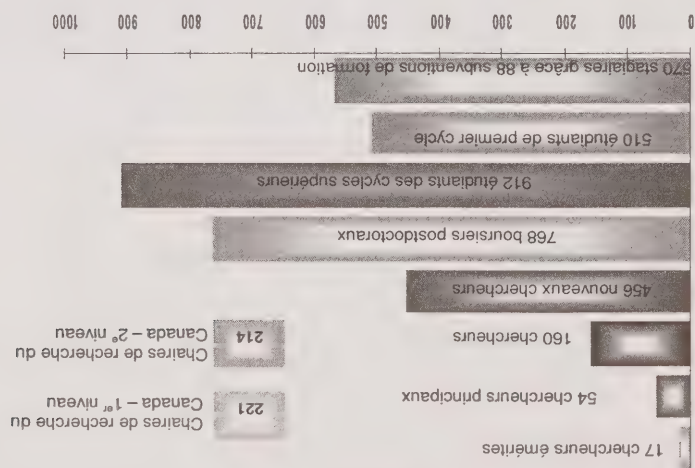 17 chercheurs émérites
54 chercheurs principaux
221
Chaires de recherche du
Canada – 1er niveau
160 chercheurs
214
Chaires de recherche du
Canada – 2e niveau
456 nouveaux chercheurs
768 boursiers postdoctoraux
912 étudiants des cycles supérieurs
510 étudiants de premier cycle
570 stagiaires grâce à 88 subventions de formation
0 100 200 300 400 500 600 700 800 900 1000